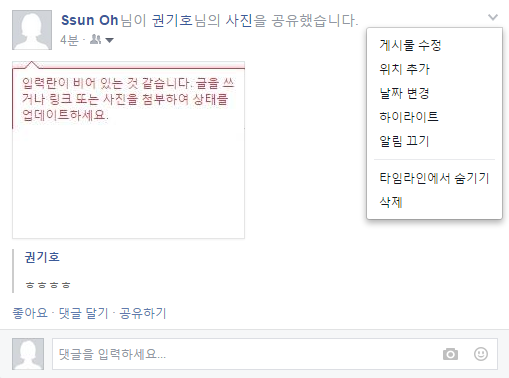 Ssun Oh님이 권기호님의 사진을 공유했습니다.
4분 ·
입력란이 비어 있는 것 같습니다. 글을 쓰
거나 링크 또는 사진을 첨부하여 상태를
업데이트하세요.
게시물 수정
위치 추가
날짜 변경
하이라이트
알림 끄기
타임라인에서 숨기기
삭제
권기호
ㅎㅎㅎㅎ
좋아요 · 댓글 달기 · 공유하기
댓글을 입력하세요...